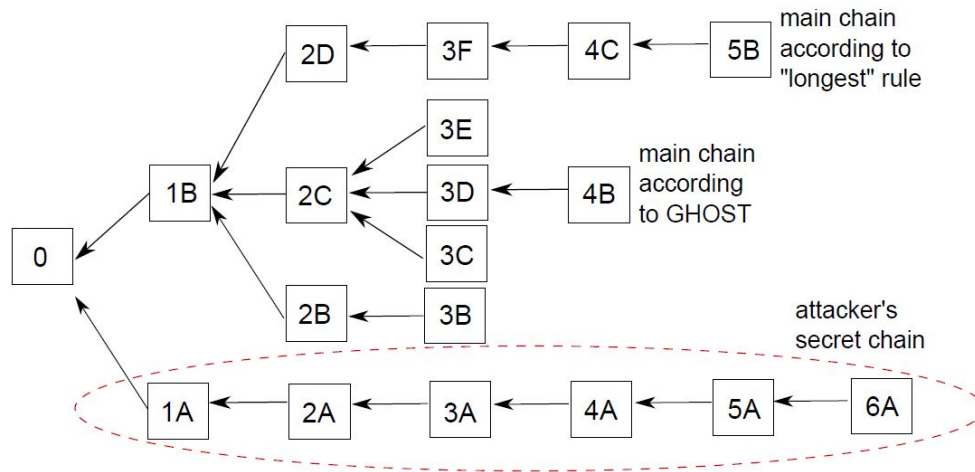 main chain
according to
"longest" rule
2D
3F
4C
5B
3E
main chain
according
to GHOST
1B
2C
3D
4B
0
3C
2B
3B
attacker's
secret chain
1A
2A
3A
4A
5A
6A